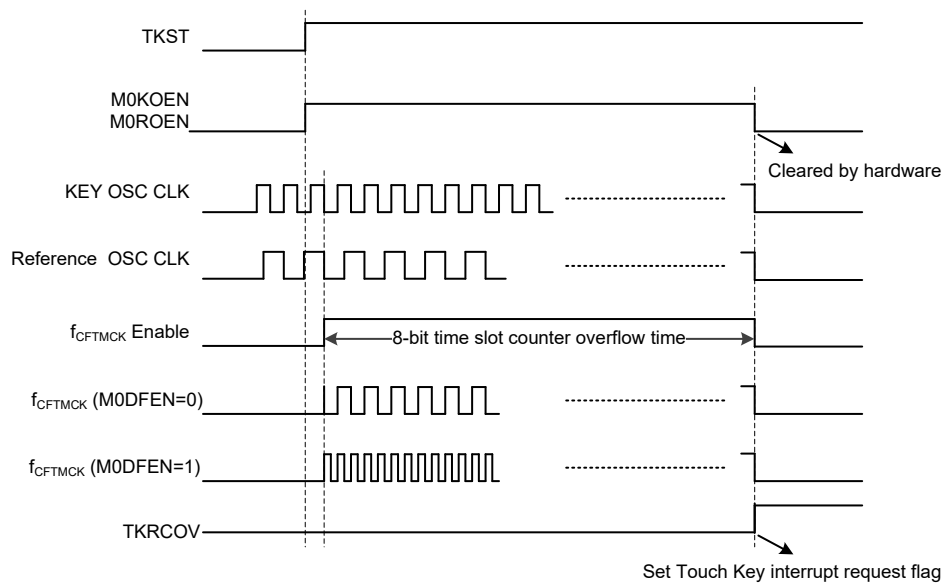 TKST
M0KOEN
M0ROEN
Cleared by hardware
KEY OSC CLK
Reference OSC CLK
fCFTMCK Enable
8-bit time slot counter overflow time
fCFTMCK (M0DFEN=0)
fCFTMCK (M0DFEN=1)
TKRCOV
Set Touch Key interrupt request flag